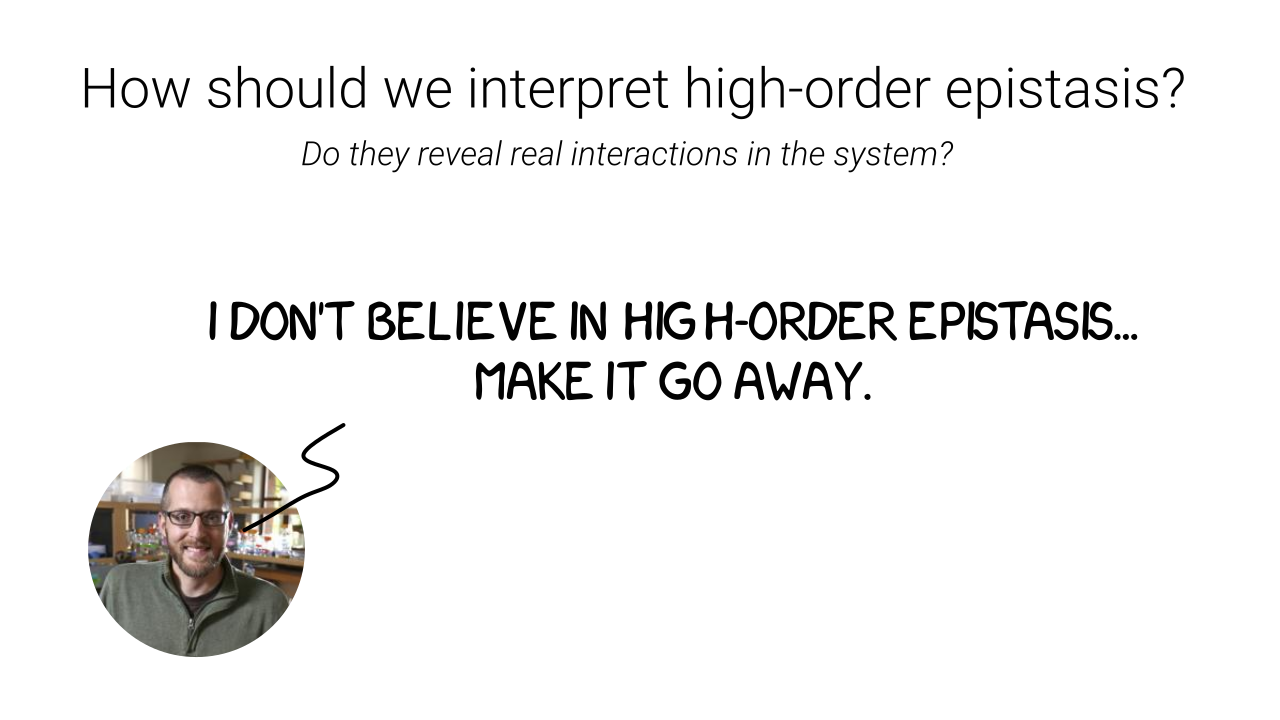 How should we interpret high-order epistasis?
Do they reveal real interactions in the system?
I DON'T BELIEVE IN HIGH-ORDER EPISTASIS...
MAKE IT GO AWAY.